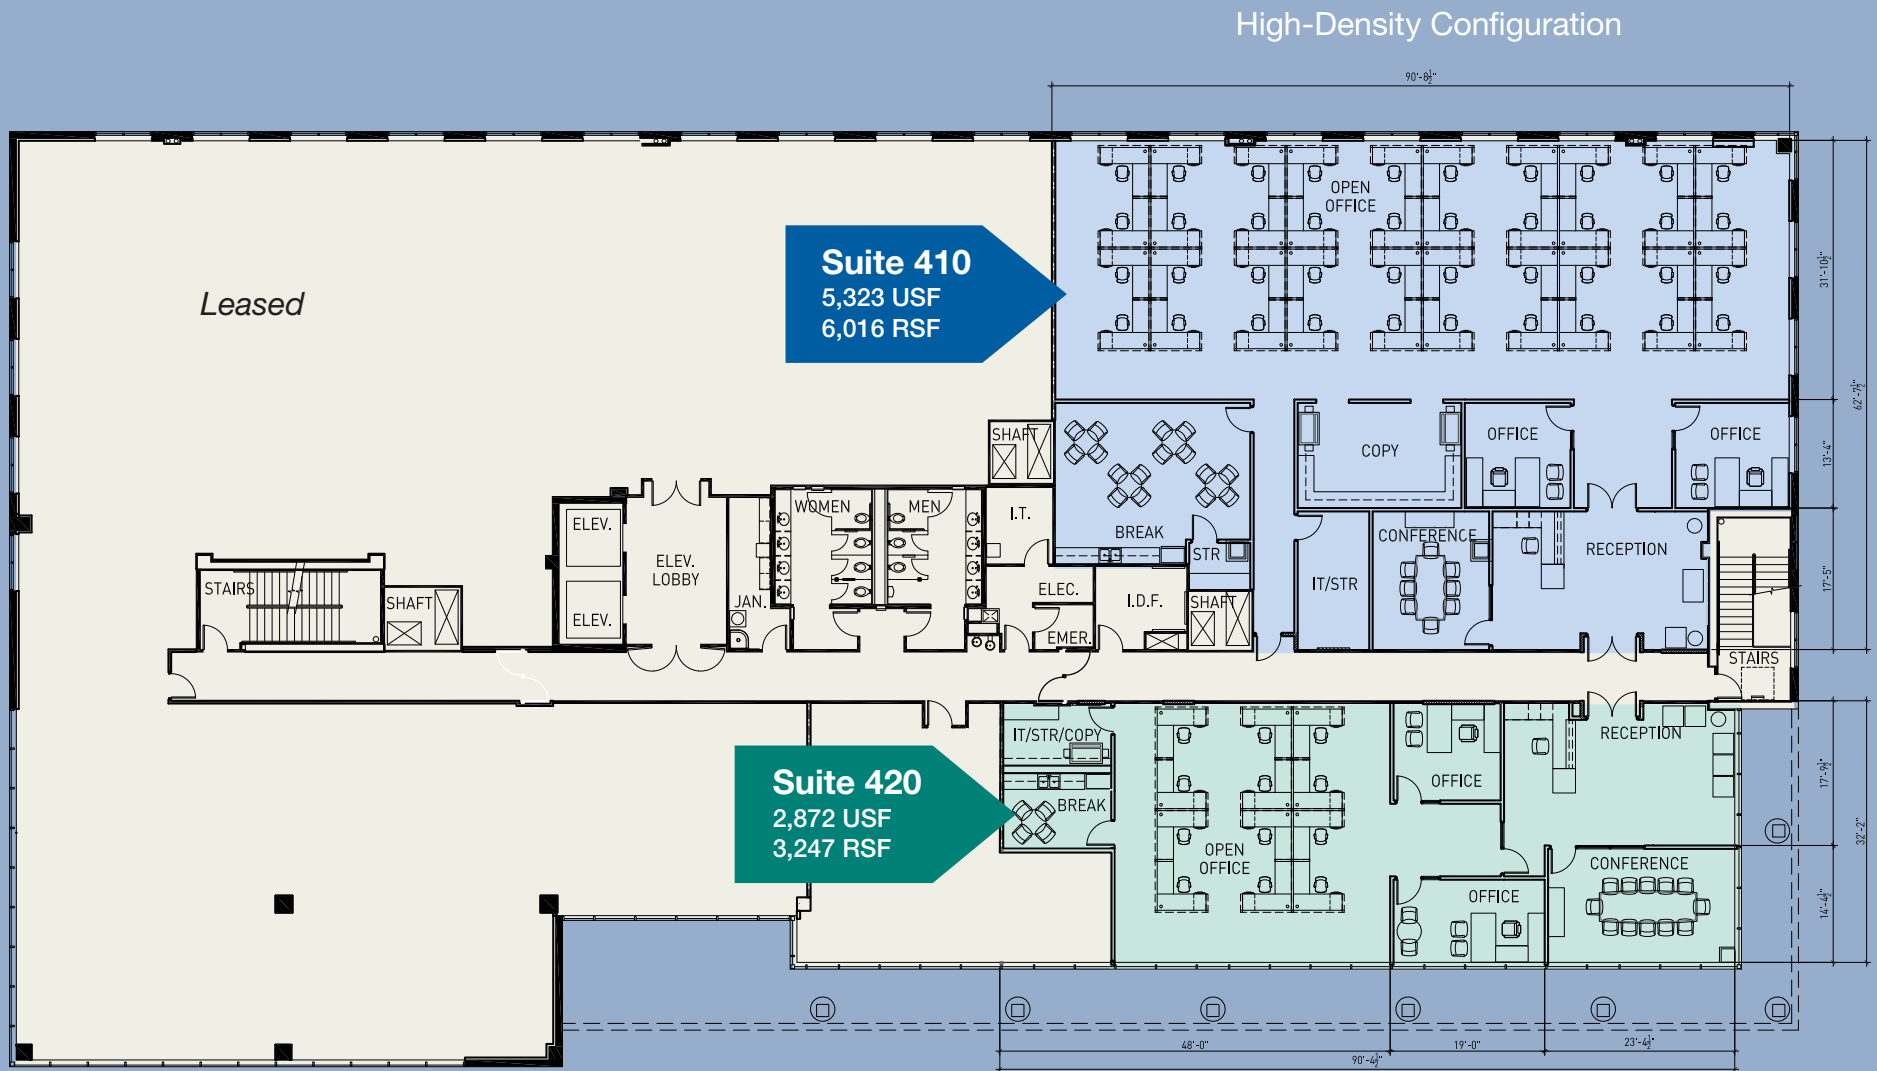 High-Density Configuration
90'-8½"
OPEN
OFFICE
Suite 410
5,323 USF
6,016 RSF
Leased
31'-10½"
62'-7½"
SHAFT
COPY
OFFICE
OFFICE
13'-4"
WOMEN
MEN
I.T.
BREAK
STR
CONFERENCE
RECEPTION
ELEV.
ELEV.
LOBBY
ELEV.
STAIRS
SHAFT
JAN.
ELEC.
EMER.
I.D.F.
SHAFT
IT/STR
17'-5"
STAIRS
IT/STR/COPY
RECEPTION
Suite 420
2,872 USF
3,247 RSF
BREAK
OFFICE
17'-9½"
OPEN
OFFICE
CONFERENCE
OFFICE
32'-2"
14'-4½"
48'-0"
19'-0"
23'-4½"
90'-4½"